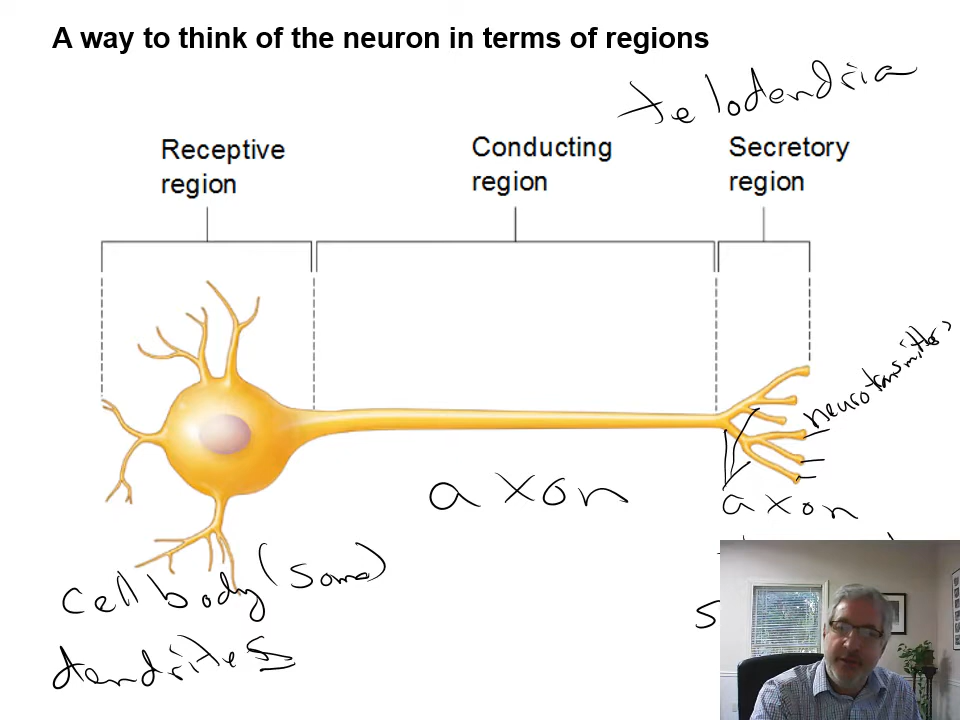 A way to think of the neuron in terms of regions
telodendria
Receptive region
Conducting region
Secretory region
neurotransmitters
axon
axon
cell body (soma)
dendrites